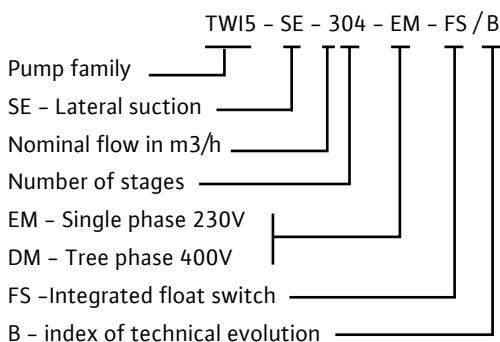 TWI5 – SE – 304 – EM – FS / B
Pump family
SE – Lateral suction
Nominal flow in m3/h
Number of stages
EM – Single phase 230V
DM – Tree phase 400V
FS –Integrated float switch
B – index of technical evolution